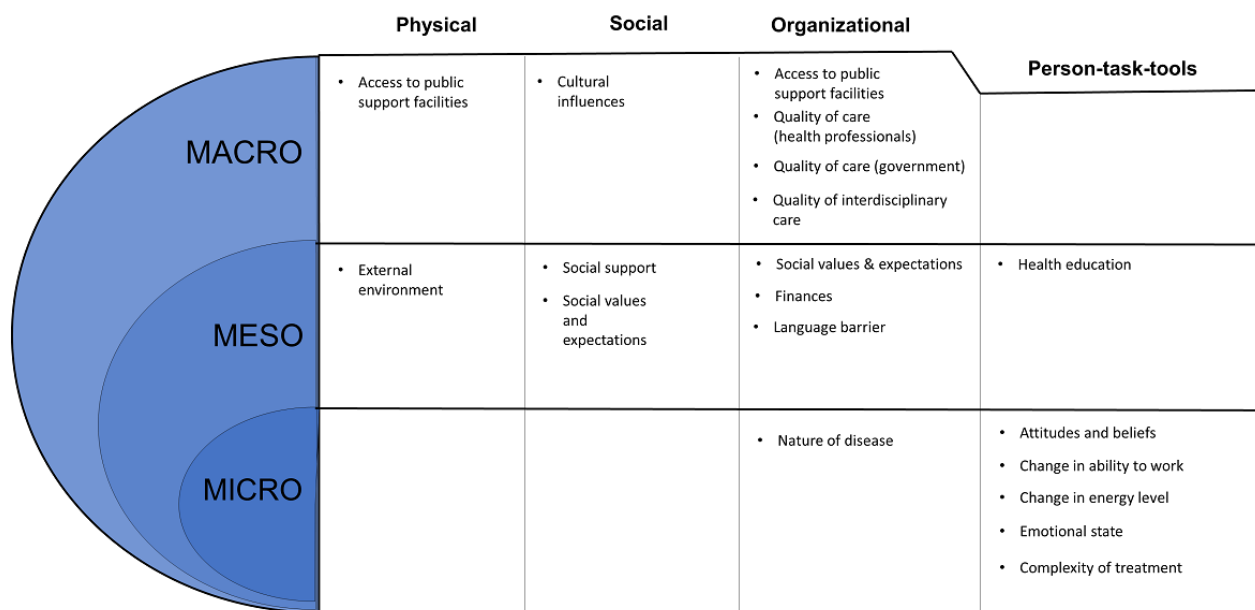 Physical
Social
Organizational
Person-task-tools
MACRO
• Access to public
support facilities
• Cultural
influences
• Access to public
support facilities
• Quality of care
(health professionals)
• Quality of care (government)
• Quality of interdisciplinary
care
MESO
• External
environment
• Social support
• Social values
and
expectations
• Social values & expectations
• Finances
• Language barrier
• Health education
MICRO
• Nature of disease
• Attitudes and beliefs
• Change in ability to work
• Change in energy level
• Emotional state
• Complexity of treatment